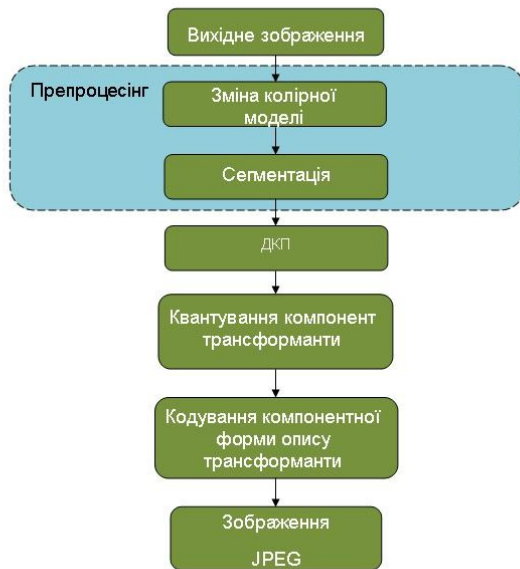 Вихідне зображення
Препроцесінг
Зміна колірної
моделі
Сегментація
ДКП
Квантування компонент
трансформанти
Кодування компонентної
форми опису
трансформанти
Зображення
JPEG